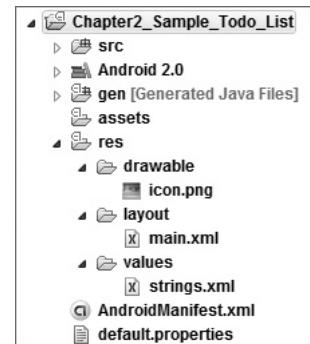 Chapter2_Sample_Todo_List
src
Android 2.0
gen [Generated Java Files]
assets
res
drawable
icon.png
layout
main.xml
values
strings.xml
AndroidManifest.xml
default.properties